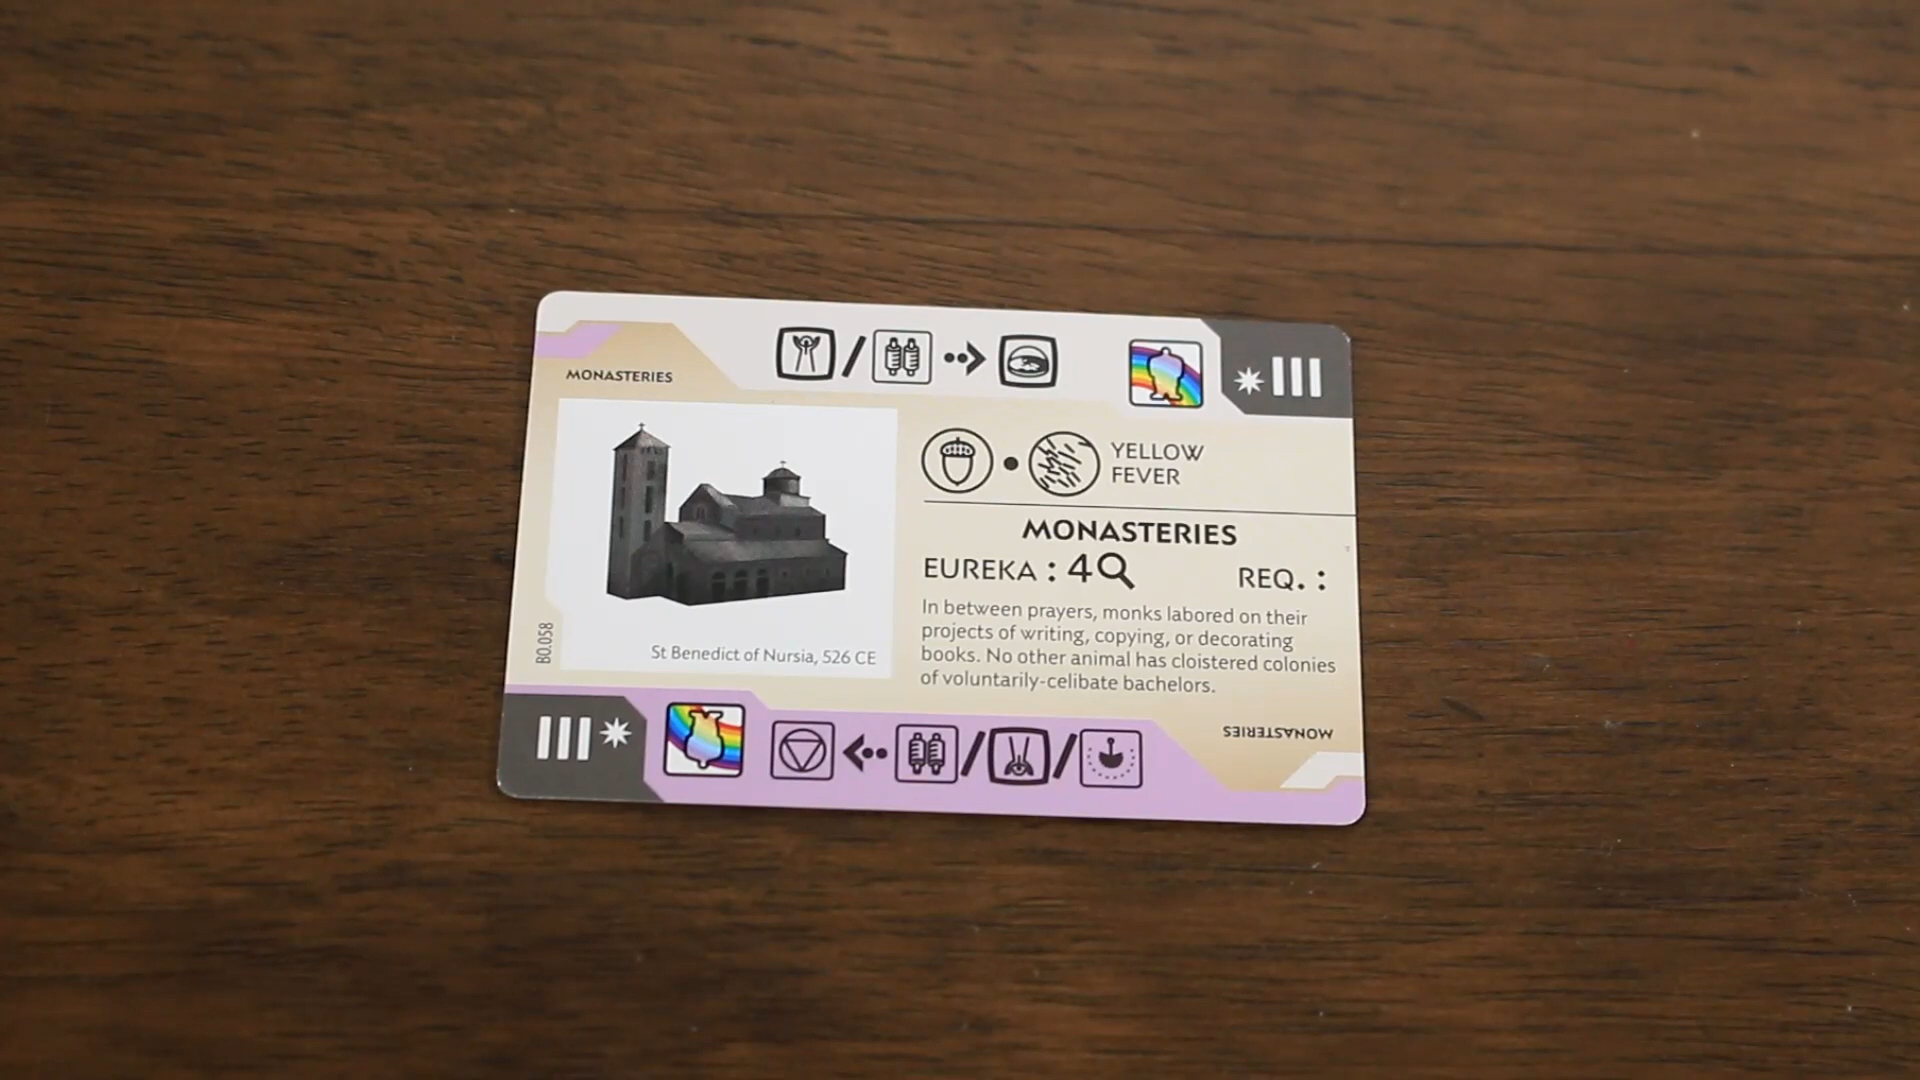 MONASTERIES
III
YELLOW
FEVER
MONASTERIES
EUREKA : 4
REQ. :
In between prayers, monks labored on their
projects of writing, copying, or decorating
books. No other animal has cloistered colonies
of voluntarily-celibate bachelors.
St Benedict of Nursia, 526 CE
B0.058
MONASTERIES
III